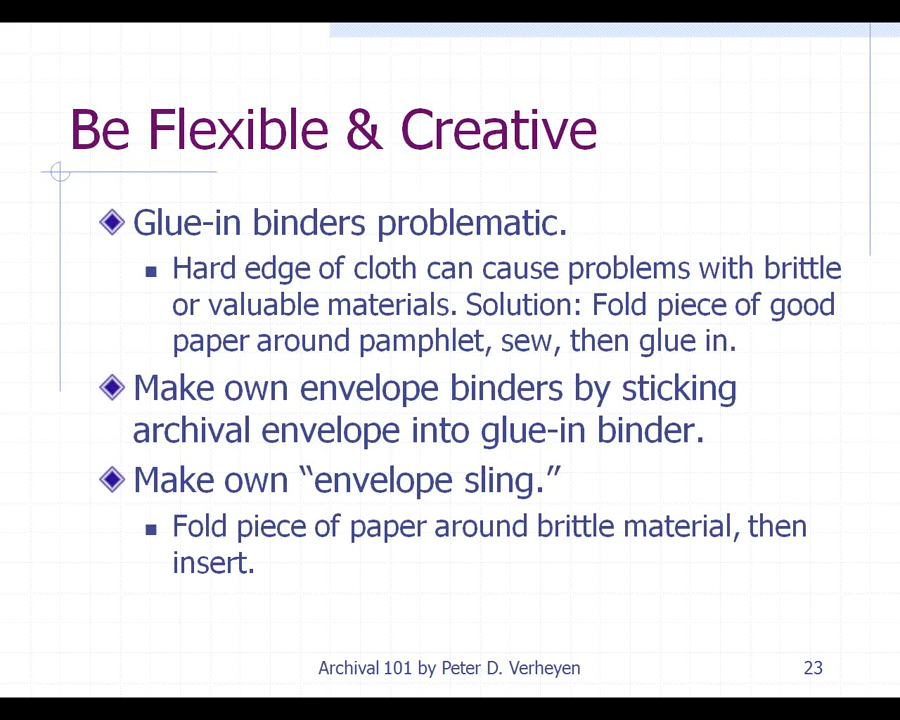 Be Flexible & Creative
Glue-in binders problematic.
Hard edge of cloth can cause problems with brittle
or valuable materials. Solution: Fold piece of good
paper around pamphlet, sew, then glue in.
Make own envelope binders by sticking
archival envelope into glue-in binder.
Make own “envelope sling.”
Fold piece of paper around brittle material, then
insert.
Archival 101 by Peter D. Verheyen
23